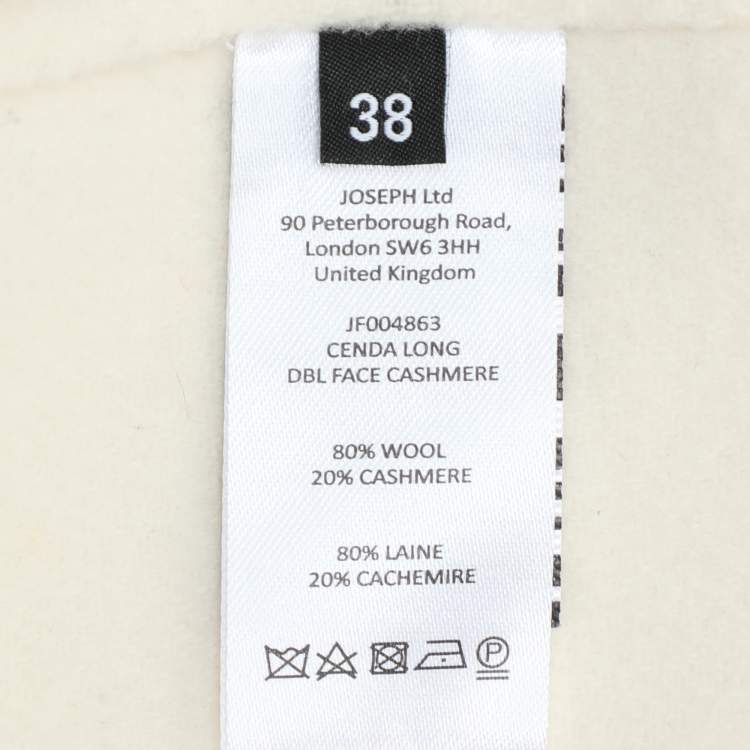 38
JOSEPH Ltd
90 Peterborough Road,
London SW6 3HH
United Kingdom
JF004863
CENDA LONG
DBL FACE CASHMERE
80% WOOL
20% CASHMERE
80% LAINE
20% CACHEMIRE
P